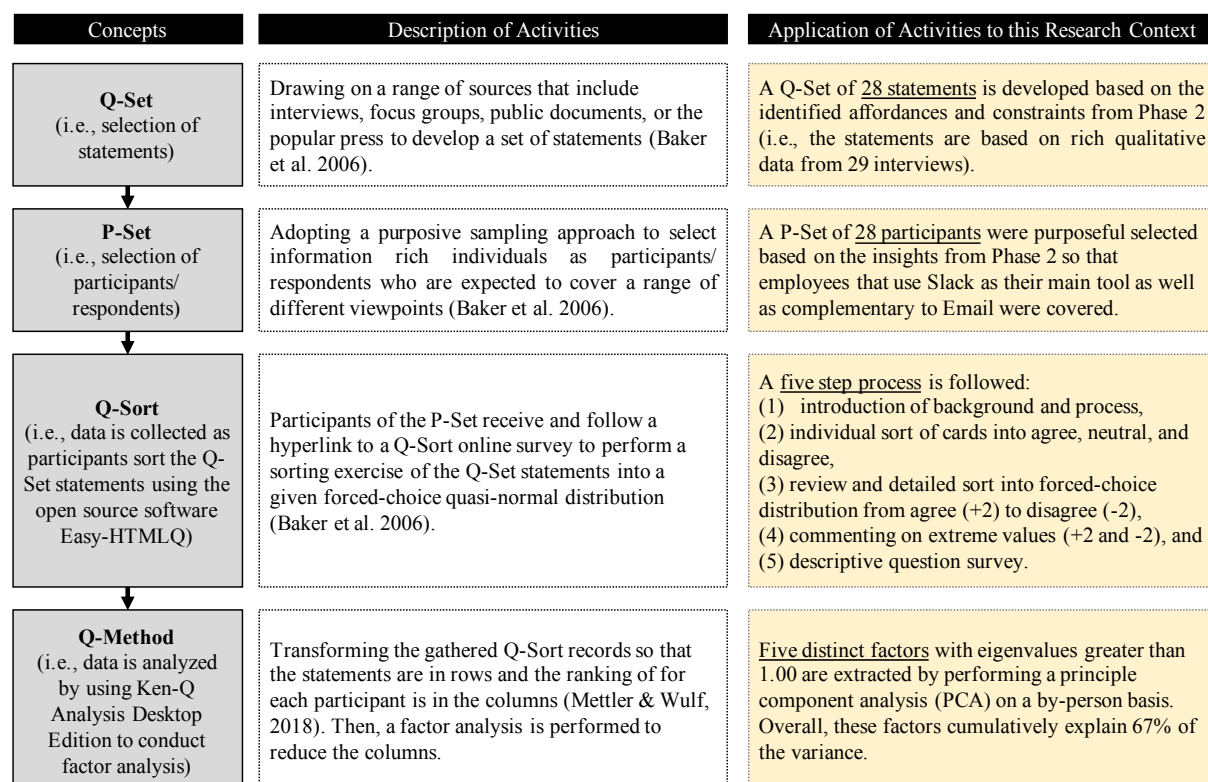 Concepts
Description of Activities
Application of Activities to this Research Context
Q-Set
(i.e., selection of
statements)
Drawing on a range of sources that include
interviews, focus groups, public documents, or the
popular press to develop a set of statements (Baker
et al. 2006).
A Q-Set of 28 statements is developed based on the
identified affordances and constraints from Phase 2
(i.e., the statements are based on rich qualitative
data from 29 interviews).
P-Set
(i.e., selection of
participants/
respondents)
Adopting a purposive sampling approach to select
information rich individuals as participants/
respondents who are expected to cover a range of
different viewpoints (Baker et al. 2006).
A P-Set of 28 participants were purposeful selected
based on the insights from Phase 2 so that
employees that use Slack as their main tool as well
as complementary to Email were covered.
Q-Sort
(i.e., data is collected as
participants sort the Q-
Set statements using the
open source software
Easy-HTMLQ)
Participants of the P-Set receive and follow a
hyperlink to a Q-Sort online survey to perform a
sorting exercise of the Q-Set statements into a
given forced-choice quasi-normal distribution
(Baker et al. 2006).
A five step process is followed:
(1) introduction of background and process,
(2) individual sort of cards into agree, neutral, and
disagree,
(3) review and detailed sort into forced-choice
distribution from agree (+2) to disagree (-2),
(4) commenting on extreme values (+2 and -2), and
(5) descriptive question survey.
Q-Method
(i.e., data is analyzed
by using Ken-Q
Analysis Desktop
Edition to conduct
factor analysis)
Transforming the gathered Q-Sort records so that
the statements are in rows and the ranking of for
each participant is in the columns (Mettler & Wulf,
2018). Then, a factor analysis is performed to
reduce the columns.
Five distinct factors with eigenvalues greater than
1.00 are extracted by performing a principle
component analysis (PCA) on a by-person basis.
Overall, these factors cumulatively explain 67% of
the variance.